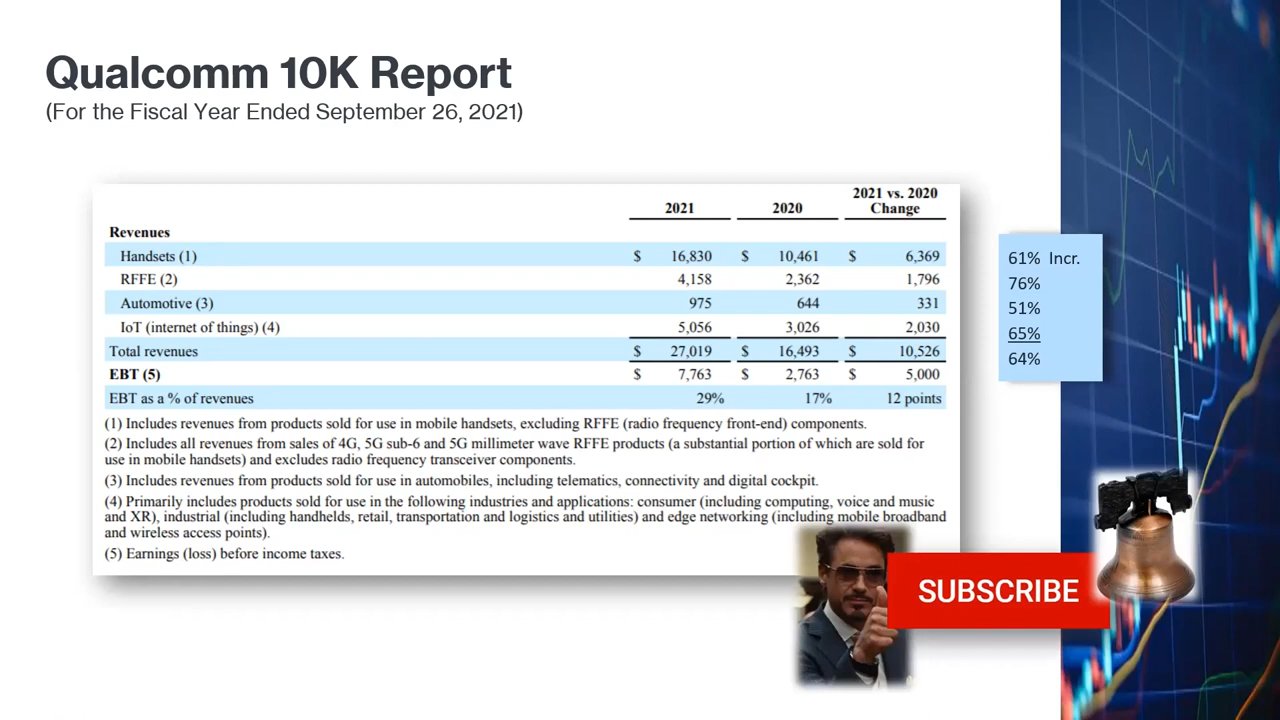 Qualcomm 10K Report
(For the Fiscal Year Ended September 26, 2021)
2021 2020 2021 vs. 2020 Change
Revenues
Handsets (1) $ 16,830 $ 10,461 $ 6,369
61% Incr.
RFFE (2) 4,158 2,362 1,796
76%
Automotive (3) 975 644 331
51%
IoT (internet of things) (4) 5,056 3,026 2,030
65%
Total revenues $ 27,019 $ 16,493 $ 10,526
64%
EBT (5) $ 7,763 $ 2,763 $ 5,000
EBT as a % of revenues 29% 17% 12 points
(1) Includes revenues from products sold for use in mobile handsets, excluding RFFE (radio frequency front-end) components.
(2) Includes all revenues from sales of 4G, 5G sub-6 and 5G millimeter wave RFFE products (a substantial portion of which are sold for
use in mobile handsets) and excludes radio frequency transceiver components.
(3) Includes revenues from products sold for use in automobiles, including telematics, connectivity and digital cockpit.
(4) Primarily includes products sold for use in the following industries and applications: consumer (including computing, voice and music
and XR), industrial (including handhelds, retail, transportation and logistics and utilities) and edge networking (including mobile broadband
and wireless access points).
(5) Earnings (loss) before income taxes.
SUBSCRIBE